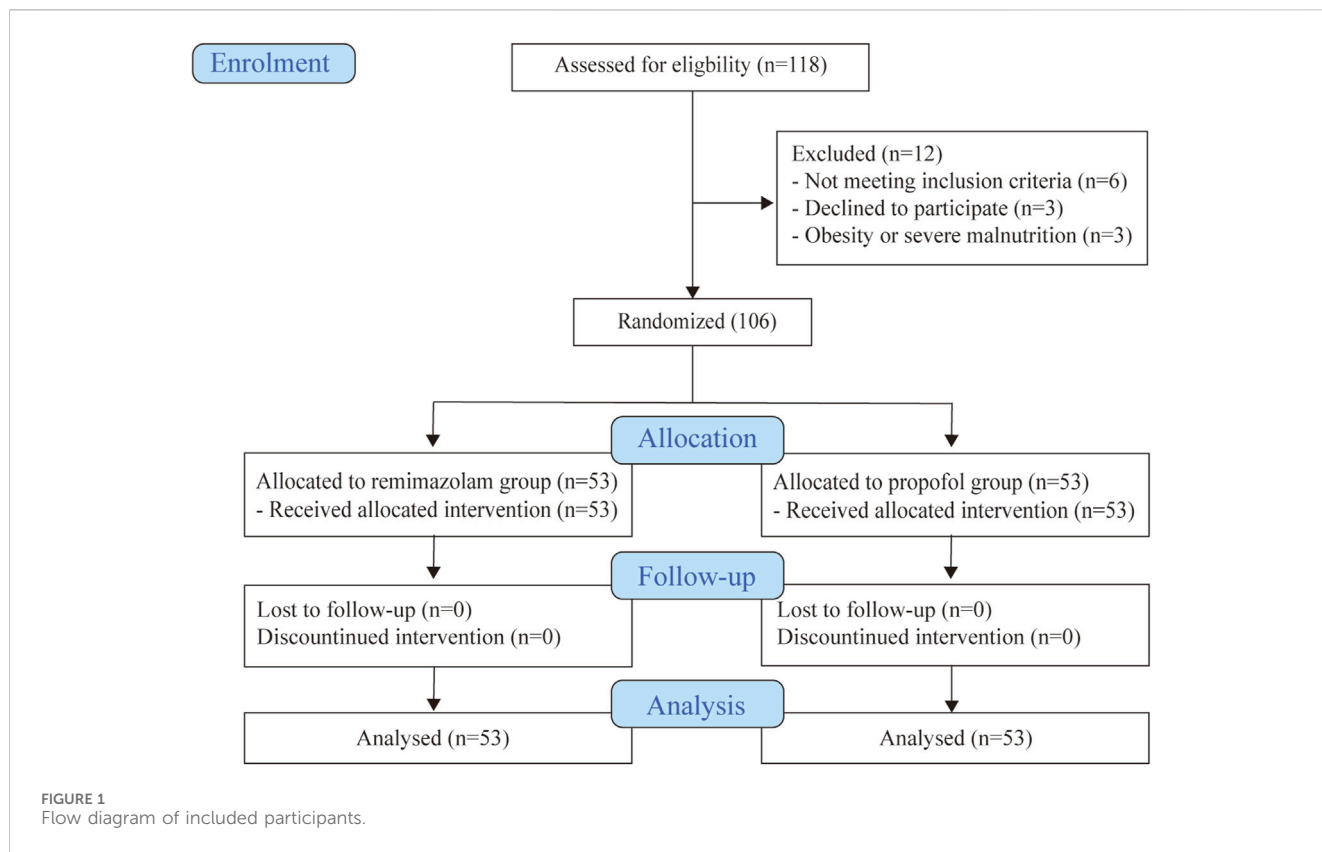 Enrolment
Assessed for eligbility (n=118)
Excluded (n=12)
- Not meeting inclusion criteria (n=6)
- Declined to participate (n=3)
- Obesity or severe malnutrition (n=3)
Randomized (106)
Allocation
Allocated to remimazolam group (n=53)
- Received allocated intervention (n=53)
Allocated to propofol group (n=53)
- Received allocated intervention (n=53)
Follow-up
Lost to follow-up (n=0)
Discountinued intervention (n=0)
Lost to follow-up (n=0)
Discountinued intervention (n=0)
Analysis
Analysed (n=53)
Analysed (n=53)
FIGURE 1
Flow diagram of included participants.